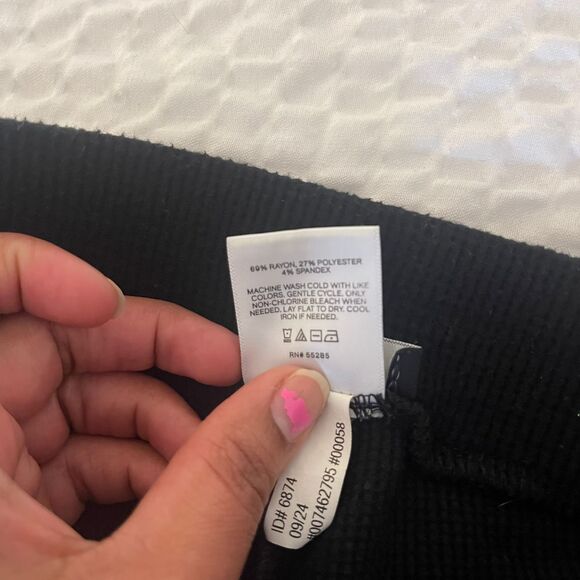 69% RAYON, 27% POLYESTER
4% SPANDEX
MACHINE WASH COLD WITH LIKE
COLORS, GENTLE CYCLE. ONLY
NON-CHLORINE BLEACH WHEN
NEEDED. LAY FLAT TO DRY. COOL
IRON IF NEEDED.
RN# 55285
ID# 6874
09/24
#007462795 #00058